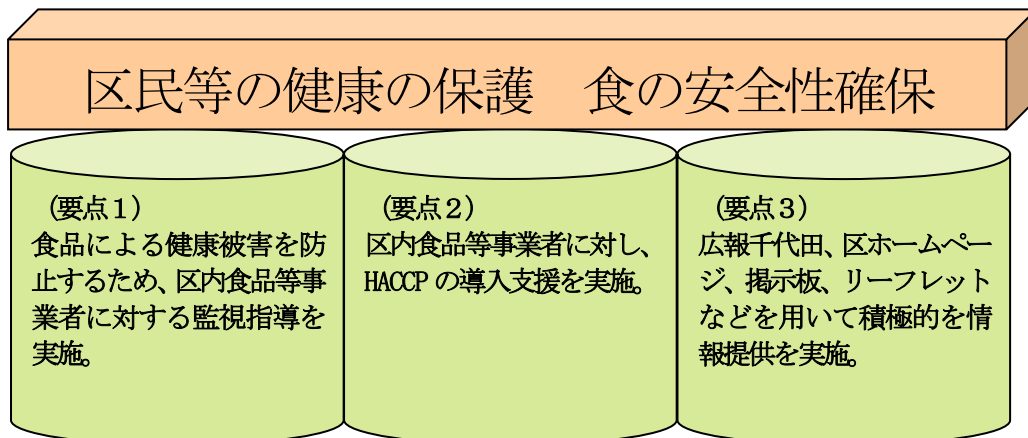 区民等の健康の保護　食の安全性確保
（要点１）
食品による健康被害を防
止するため、区内食品等事
業者に対する監視指導を
実施。
（要点２）
区内食品等事業者に対し、
HACCP の導入支援を実施。
（要点３）
広報千代田、区ホームペー
ジ、掲示板、リーフレット
などを用いて積極的を情
報提供を実施。